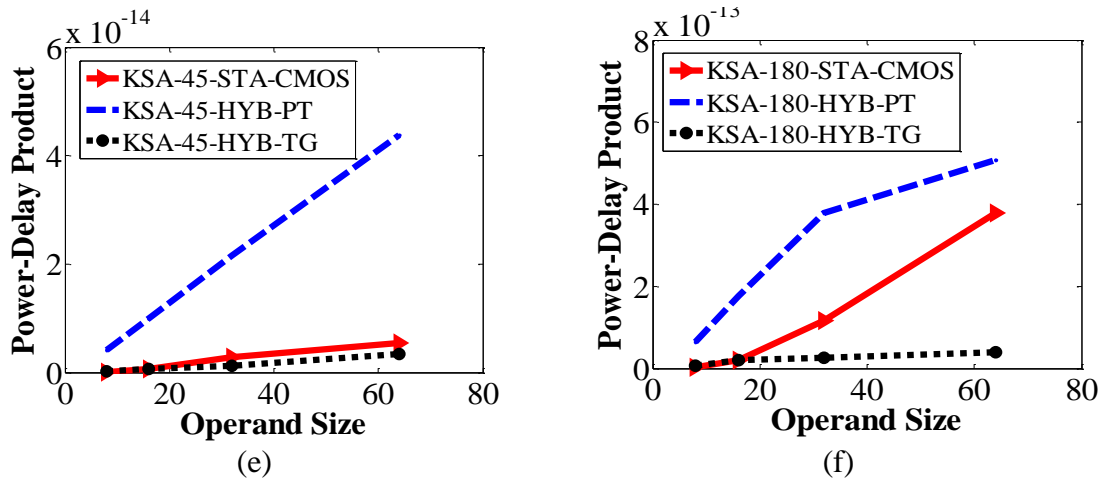 x 10-14
6
4
2
0
0 20 40 60 80
Power-Delay Product
Operand Size
KSA-45-STA-CMOS
KSA-45-HYB-PT
KSA-45-HYB-TG
(e)
x 10-13
8
6
4
2
0
0 20 40 60 80
Power-Delay Product
Operand Size
KSA-180-STA-CMOS
KSA-180-HYB-PT
KSA-180-HYB-TG
(f)